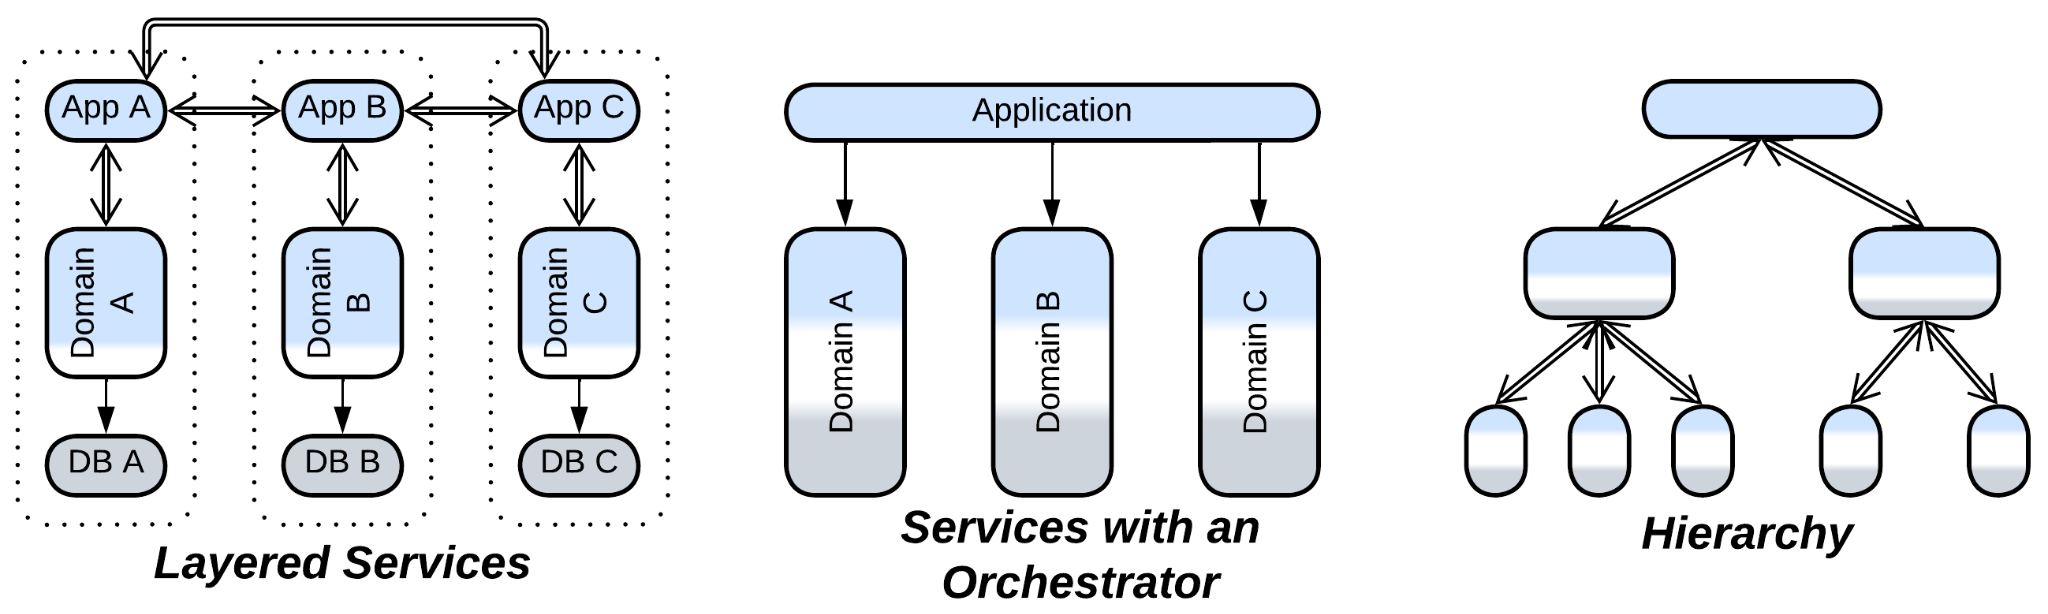 App A
App B
App C
Domain
A
Domain
B
Domain
C
DB A
DB B
DB C
Layered Services
Application
Domain A
Domain B
Domain C
Services with an
Orchestrator
Hierarchy